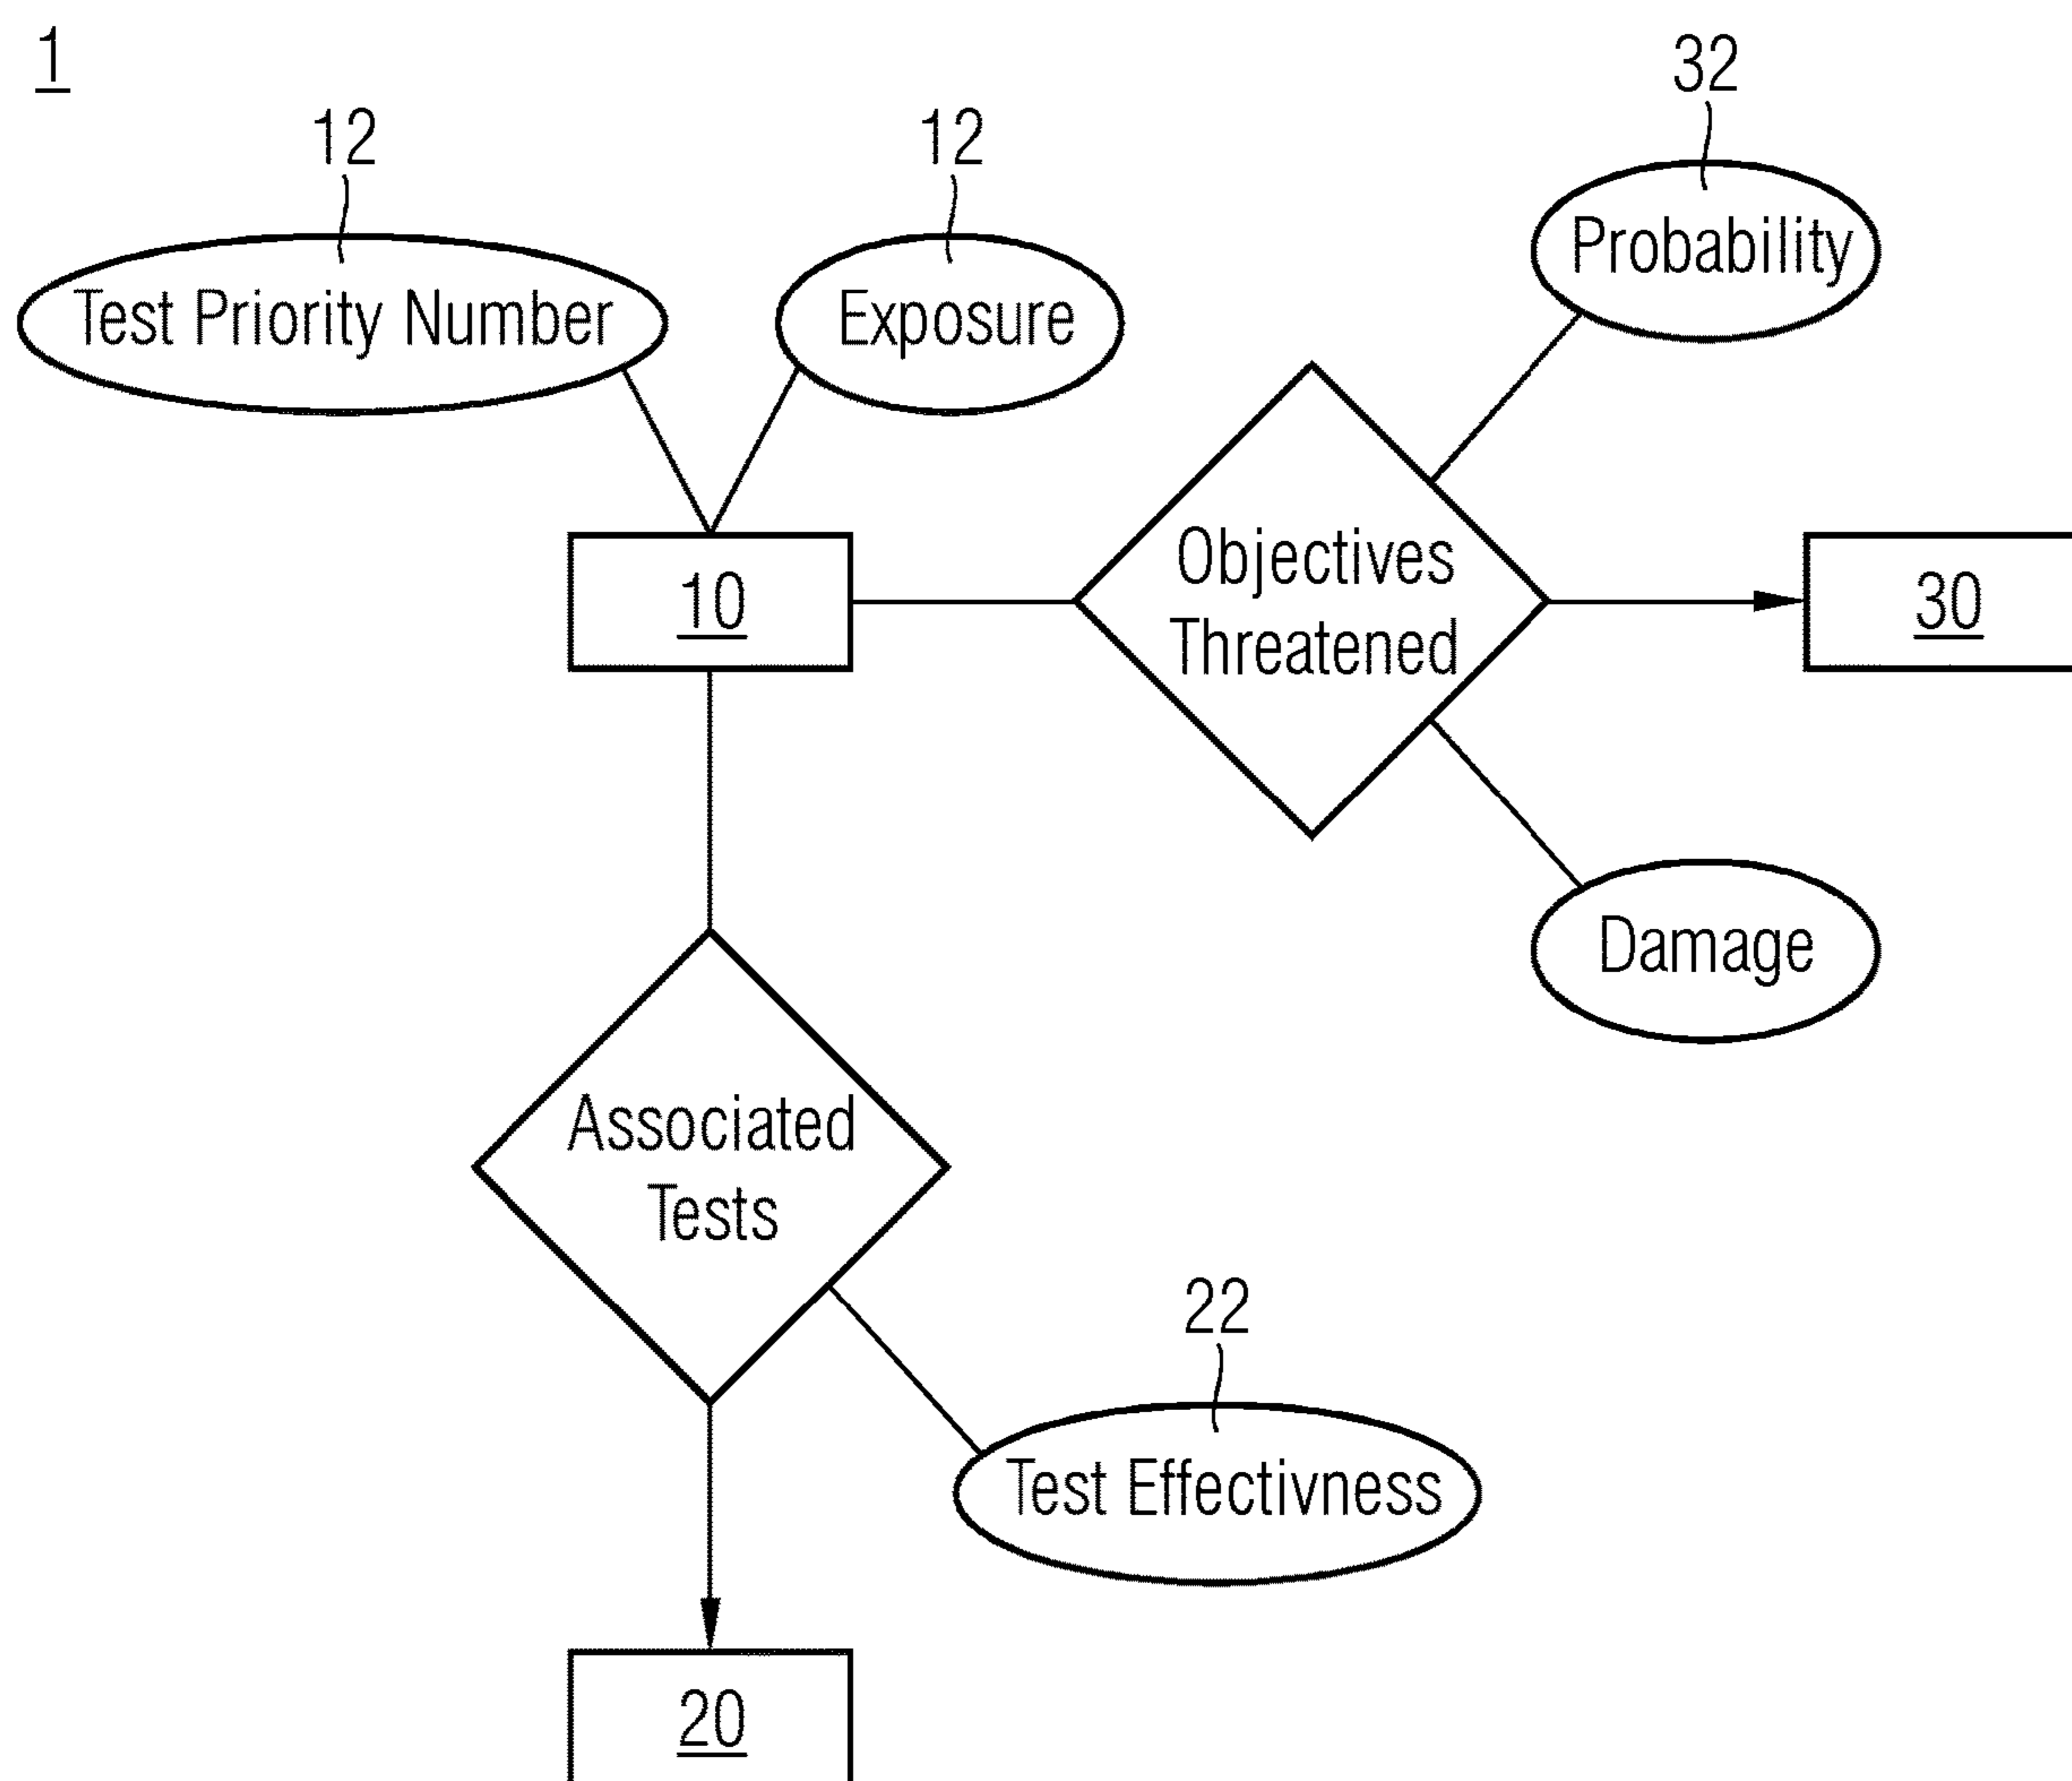 1
32
12
12
Probability
Test Priority Number
Exposure
Objectives
Threatened
10
30
Damage
Associated
Tests
22
Test Effectivness
20